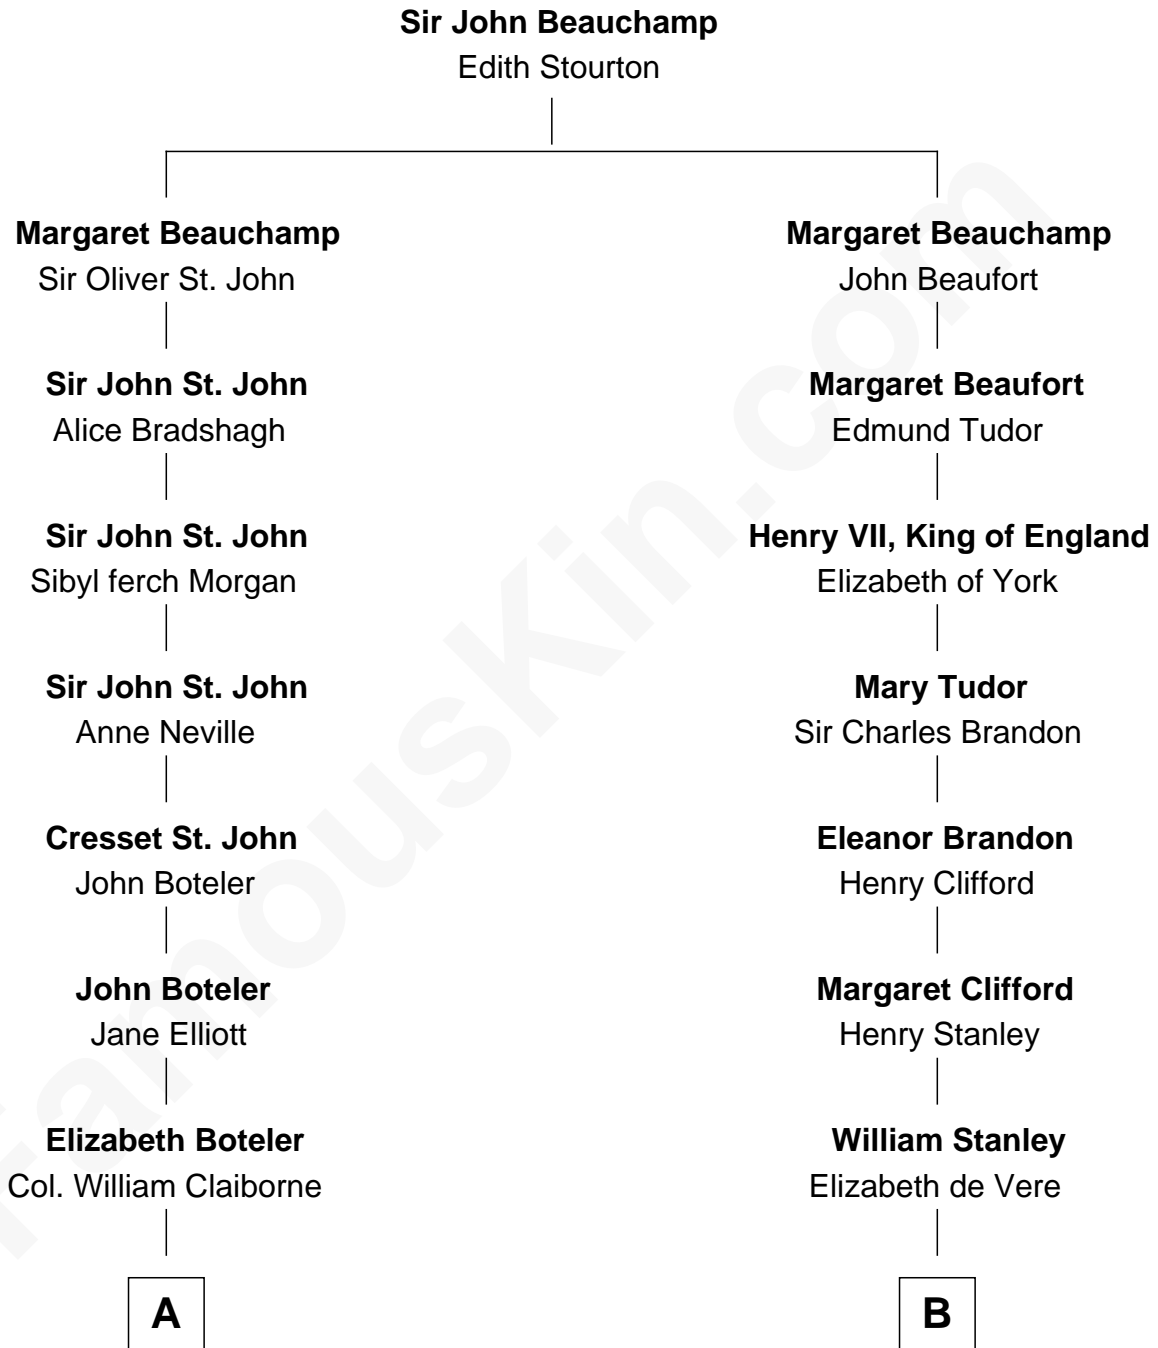 Sir John Beauchamp
Edith Stourton
Margaret Beauchamp
Sir Oliver St. John
Margaret Beauchamp
John Beaufort
Sir John St. John
Alice Bradshagh
Margaret Beaufort
Edmund Tudor
Sir John St. John
Sibyl ferch Morgan
Henry VII, King of England
Elizabeth of York
Sir John St. John
Anne Neville
Mary Tudor
Sir Charles Brandon
Cresset St. John
John Boteler
Eleanor Brandon
Henry Clifford
John Boteler
Jane Elliott
Margaret Clifford
Henry Stanley
Elizabeth Boteler
Col. William Claiborne
William Stanley
Elizabeth de Vere
A
B
FamousKin.com